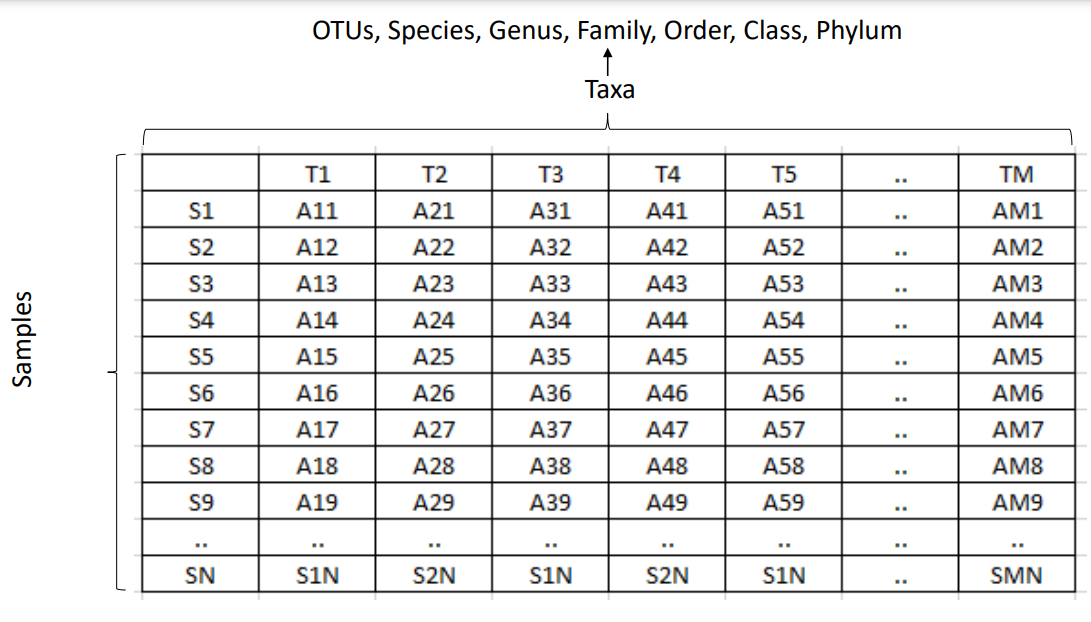 OTUs, Species, Genus, Family, Order, Class, Phylum
Taxa
Samples
T1 T2 T3 T4 T5 .. TM
S1 A11 A21 A31 A41 A51 .. AM1
S2 A12 A22 A32 A42 A52 .. AM2
S3 A13 A23 A33 A43 A53 .. AM3
S4 A14 A24 A34 A44 A54 .. AM4
S5 A15 A25 A35 A45 A55 .. AM5
S6 A16 A26 A36 A46 A56 .. AM6
S7 A17 A27 A37 A47 A57 .. AM7
S8 A18 A28 A38 A48 A58 .. AM8
S9 A19 A29 A39 A49 A59 .. AM9
.. .. .. .. .. .. .. ..
SN S1N S2N S1N S2N S1N .. SMN